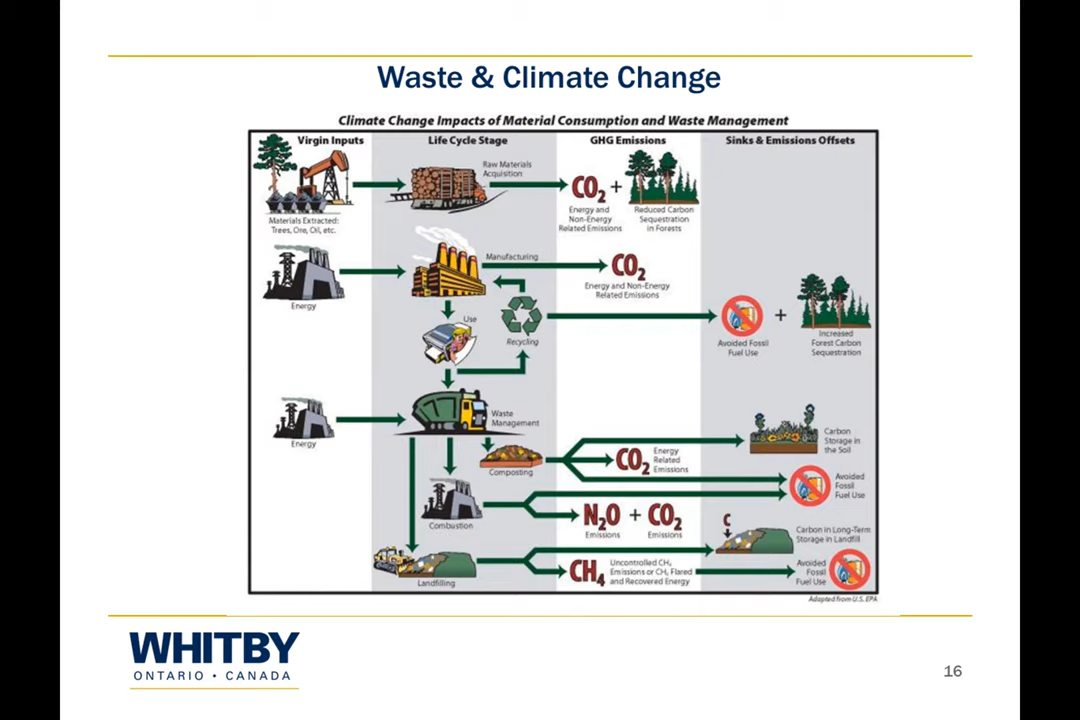 Waste & Climate Change
Climate Change Impacts of Material Consumption and Waste Management
Virgin Inputs
Life Cycle Stage
GHG Emissions
Sinks & Emissions Offsets
Raw Materials
Acquisition
CO2 +
Materials Extracted:
Trees, Ore, Oil, etc.
Energy and
Non-Energy
Related Emissions
Reduced Carbon
Sequestration
in Forests
Manufacturing
CO2
Energy and Non-Energy
Related Emissions
Energy
Use
Recycling
+
Avoided Fossil
Fuel Use
Increased
Forest Carbon
Sequestration
Energy
Waste
Management
Composting
CO2
Energy
Related
Emissions
Carbon
Storage in
the Soil
Avoided
Fossil
Fuel Use
Combustion
N2O + CO2
Emissions
Emissions
C
Carbon in Long-Term
Storage in Landfill
Landfilling
CH4
Uncontrolled CH4
Emissions or CH4 Flared
and Recovered Energy
Avoided
Fossil
Fuel Use
Adapted from U.S. EPA
WHITBY
ONTARIO • CANADA
16